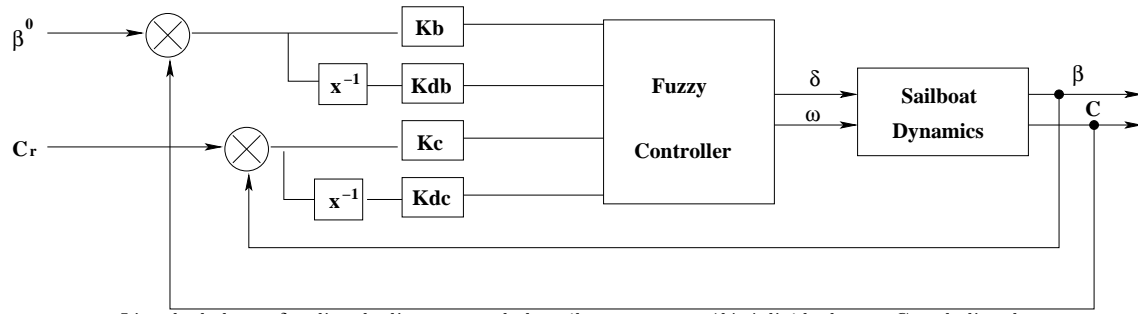 β⁰
Kb
x⁻¹
Kdb
Cr
Kc
x⁻¹
Kdc
Fuzzy
Controller
δ
ω
Sailboat
Dynamics
β
C